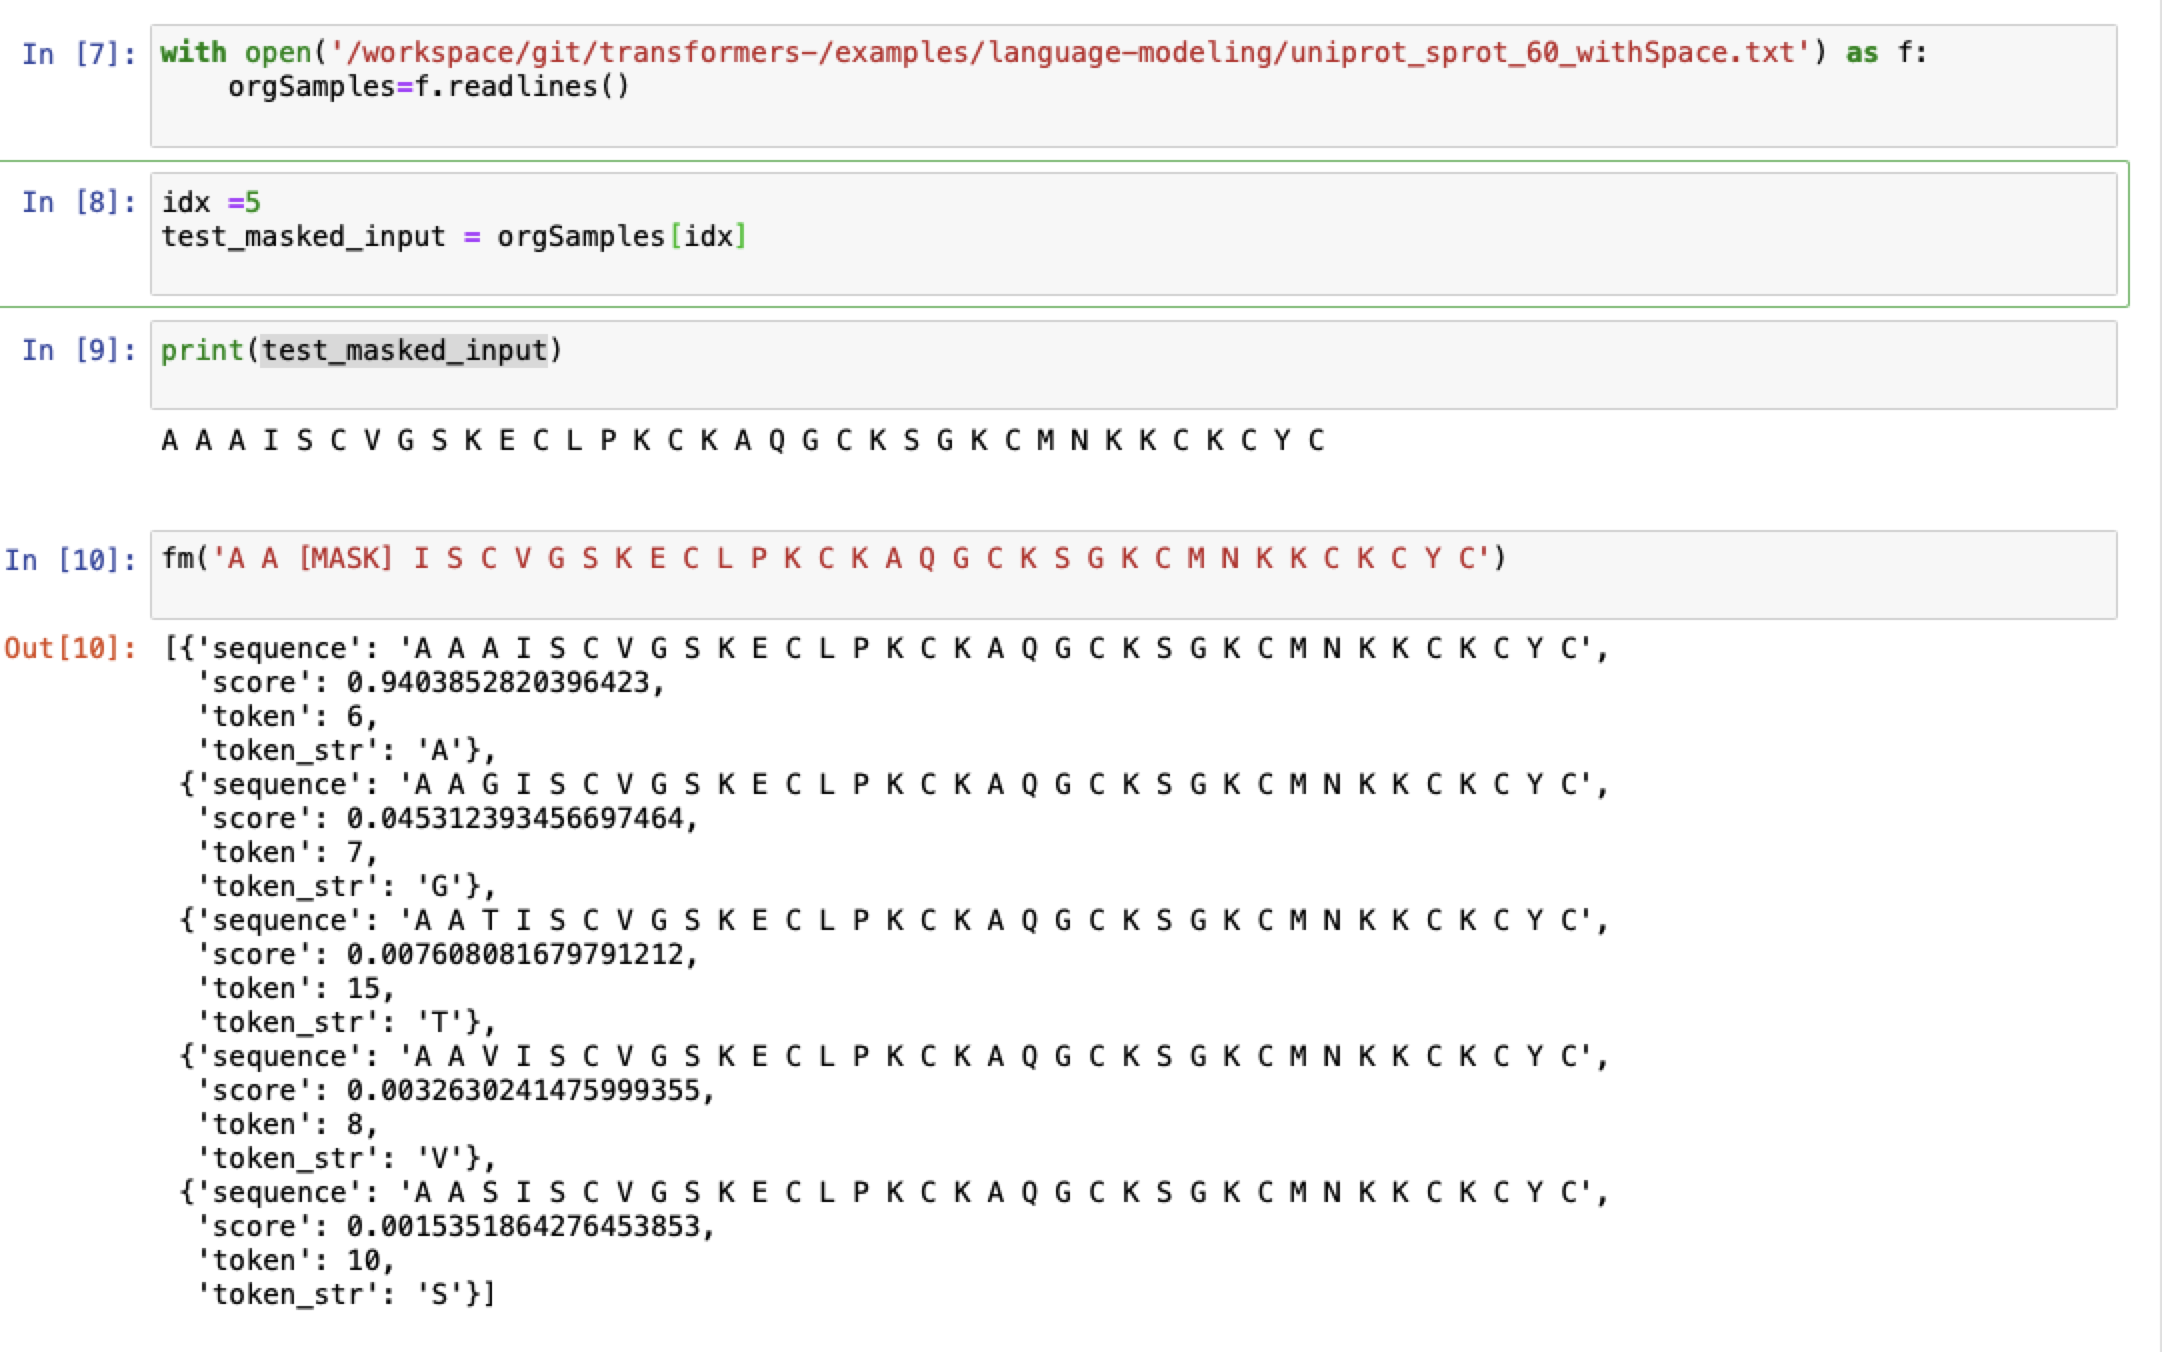 In [7]: with open('/workspace/git/transformers-/examples/language-modeling/uniprot_sprot_60_withSpace.txt') as f:
    orgSamples=f.readlines()
In [8]: idx =5
test_masked_input = orgSamples[idx]
In [9]: print(test_masked_input)
A A A I S C V G S K E C L P K C K A Q G C K S G K C M N K K C K C Y C
In [10]: fm('A A [MASK] I S C V G S K E C L P K C K A Q G C K S G K C M N K K C K C Y C')
Out[10]: [{'sequence': 'A A A I S C V G S K E C L P K C K A Q G C K S G K C M N K K C K C Y C',
'score': 0.9403852820396423,
'token': 6,
'token_str': 'A'},
{'sequence': 'A A G I S C V G S K E C L P K C K A Q G C K S G K C M N K K C K C Y C',
'score': 0.045312393456697464,
'token': 7,
'token_str': 'G'},
{'sequence': 'A A T I S C V G S K E C L P K C K A Q G C K S G K C M N K K C K C Y C',
'score': 0.007608081679791212,
'token': 15,
'token_str': 'T'},
{'sequence': 'A A V I S C V G S K E C L P K C K A Q G C K S G K C M N K K C K C Y C',
'score': 0.0032630241475999355,
'token': 8,
'token_str': 'V'},
{'sequence': 'A A S I S C V G S K E C L P K C K A Q G C K S G K C M N K K C K C Y C',
'score': 0.0015351864276453853,
'token': 10,
'token_str': 'S'}]